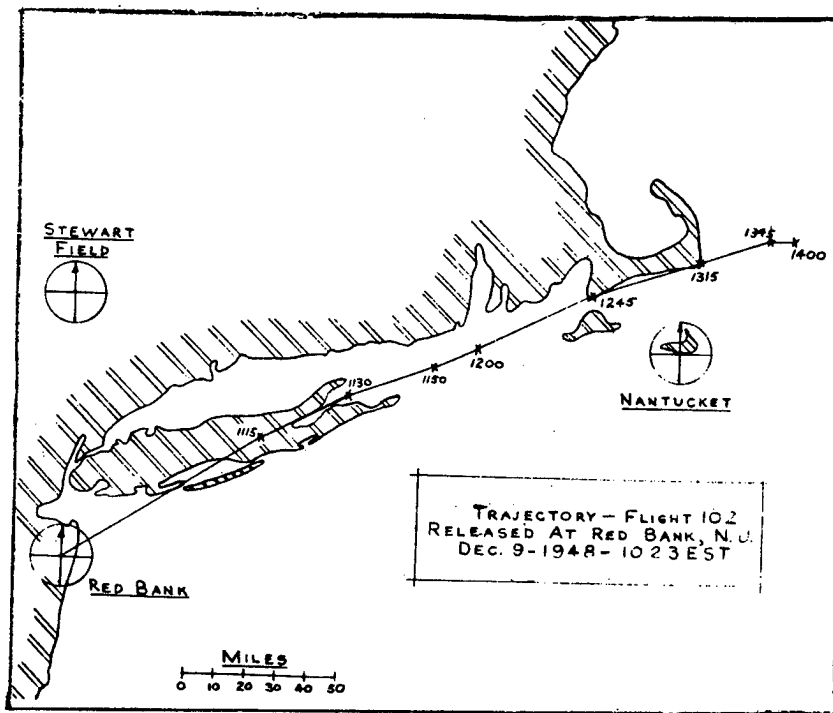 STEWART
FIELD
1345
1400
1315
1245
1200
1150
1130
1115
NANTUCKET
TRAJECTORY — FLIGHT 102
RELEASED AT RED BANK, N.J.
DEC. 9-1948-1023 EST
RED BANK
MILES
0 10 20 30 40 50